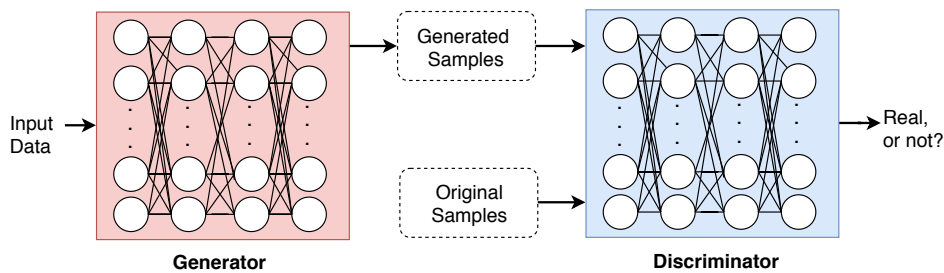 Input
Data
Generator
Generated
Samples
Original
Samples
Discriminator
Real,
or not?